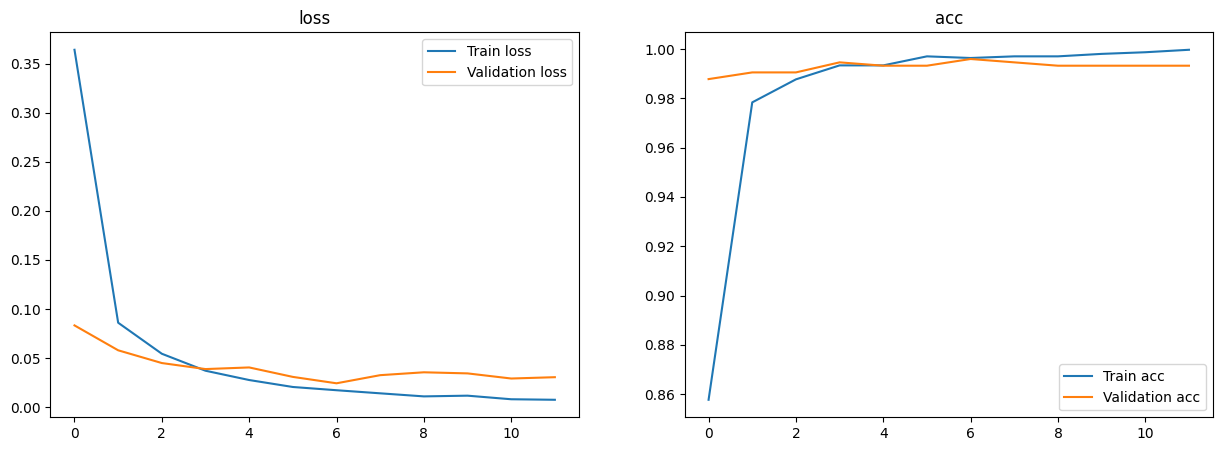 loss
Train loss
Validation loss
0.35
0.30
0.25
0.20
0.15
0.10
0.05
0.00
0 2 4 6 8 10
acc
1.00
0.98
0.96
0.94
0.92
0.90
0.88
0.86
Train acc
Validation acc
0 2 4 6 8 10